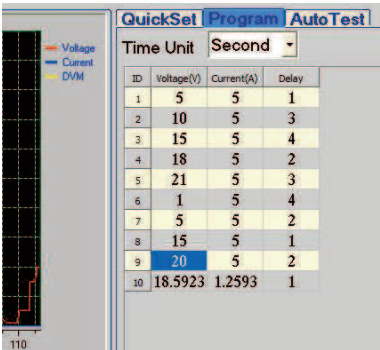 QuickSet Program AutoTest
Time Unit Second
Voltage
Current
DVM
ID Voltage(V) Current(A) Delay
1 5 5 1
2 10 5 3
3 15 5 4
4 18 5 2
5 21 5 3
6 1 5 4
7 5 5 2
8 15 5 1
9 20 5 2
10 18.5923 1.2593 1
110